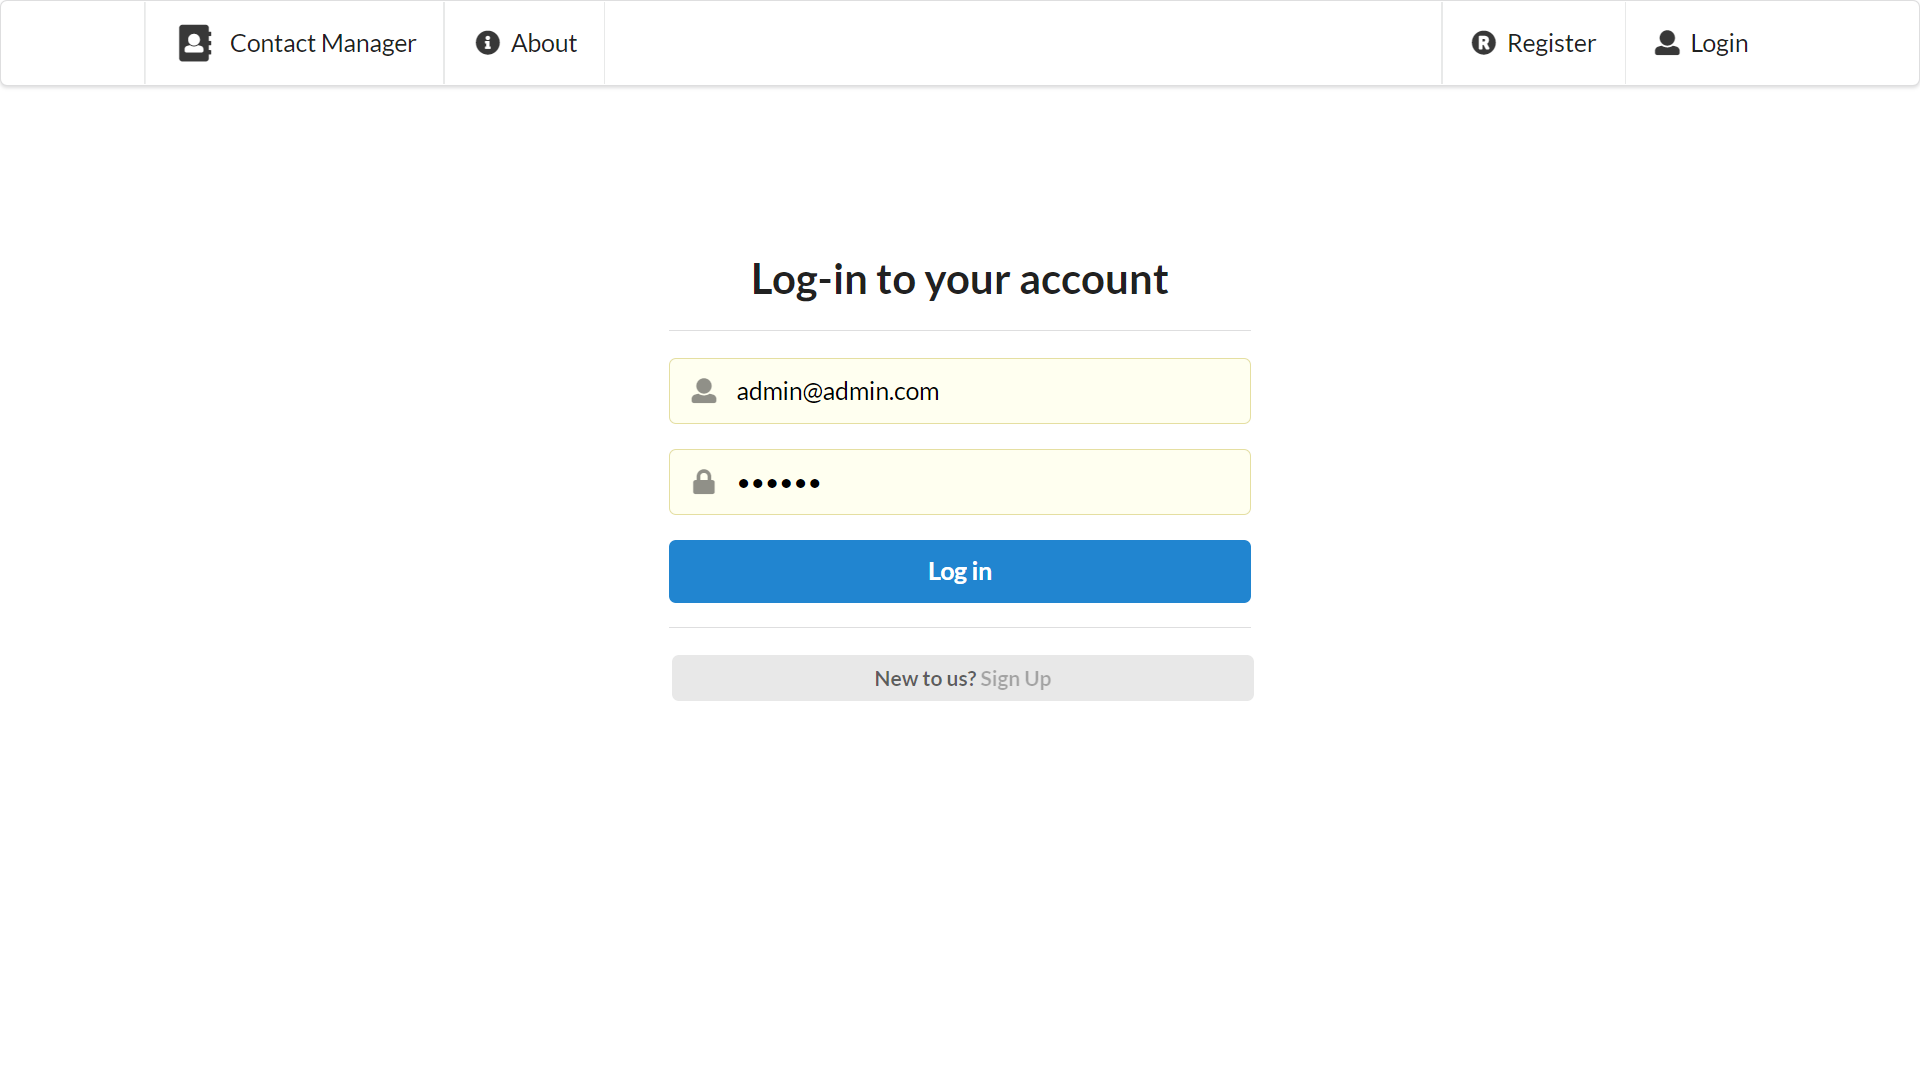 Contact Manager
About
Register
Login
Log-in to your account
admin@admin.com
••••••
Log in
New to us? Sign Up